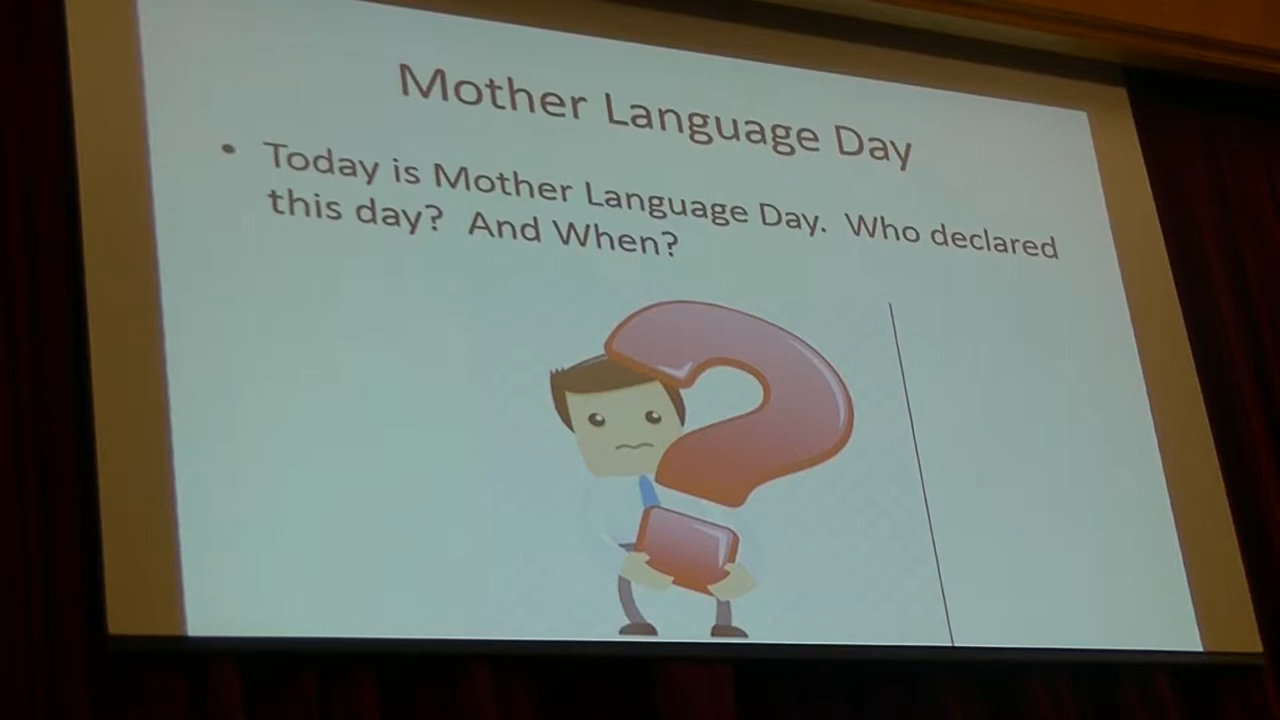 Mother Language Day
• Today is Mother Language Day. Who declared
this day? And When?